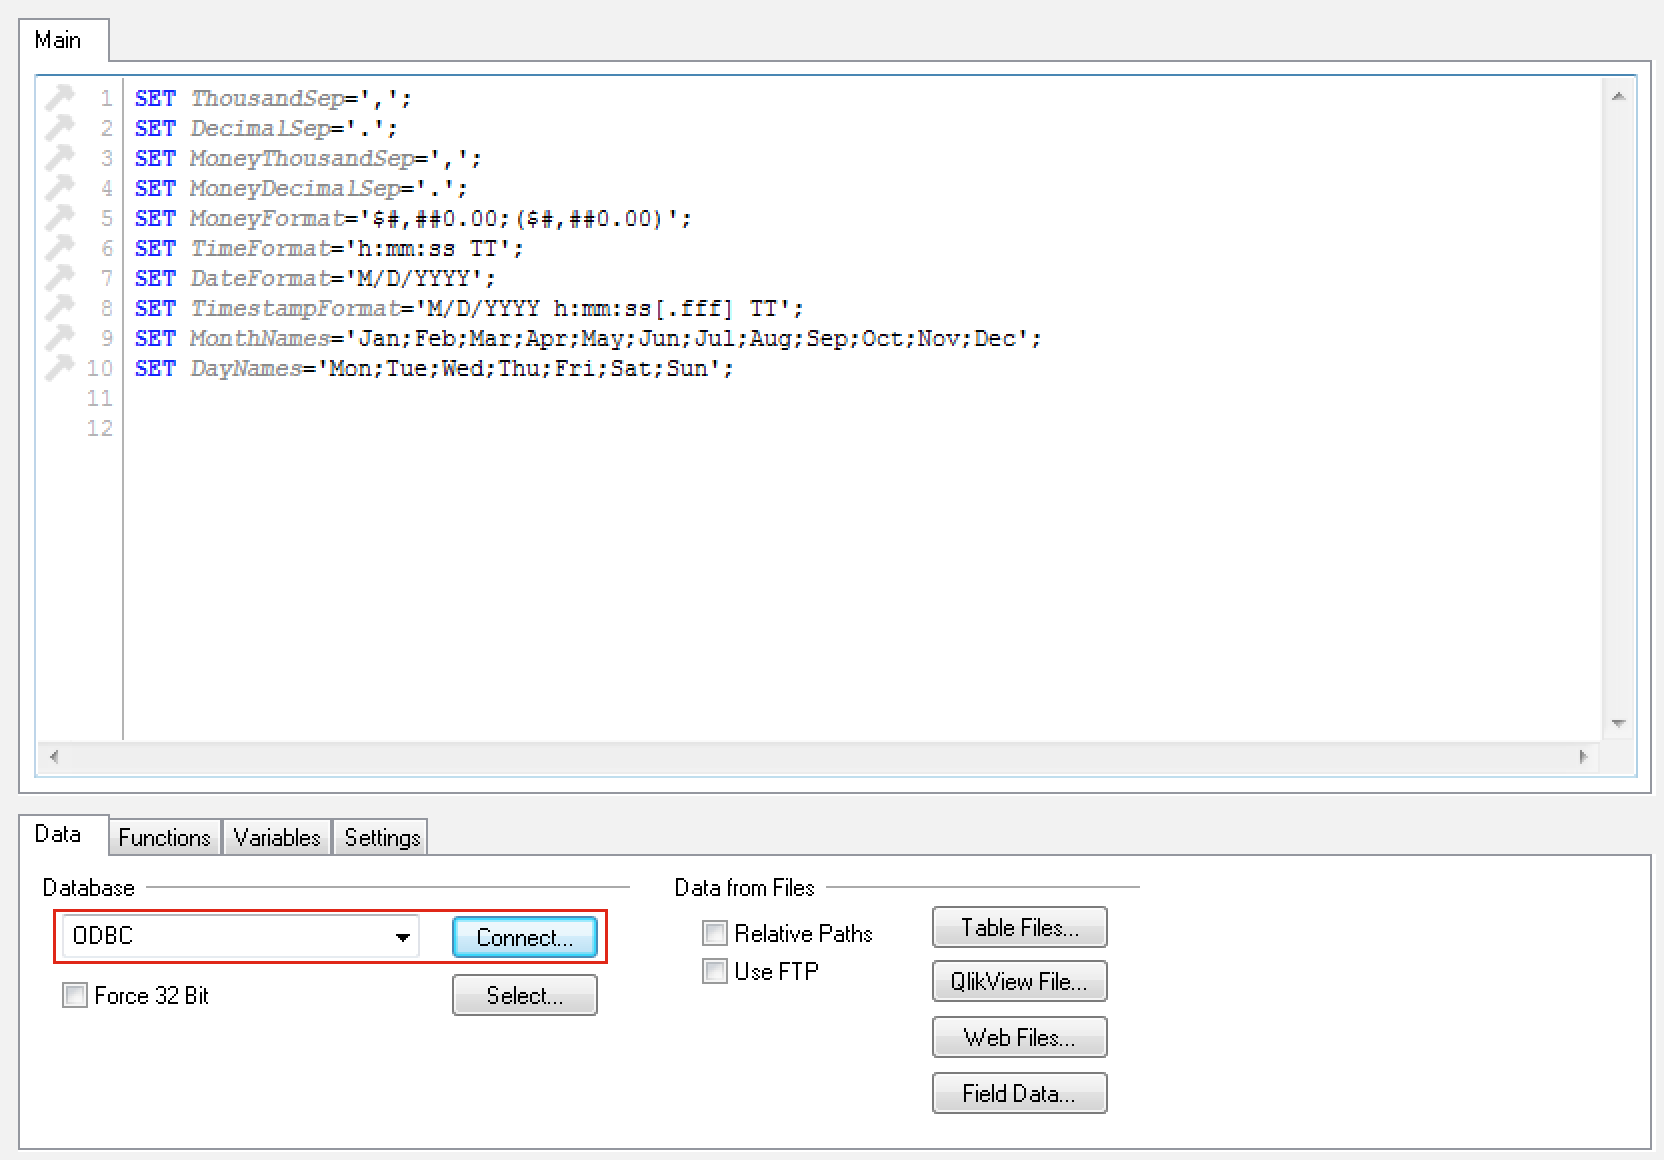 Main
1 SET ThousandSep=',';
2 SET DecimalSep='.';
3 SET MoneyThousandSep=',';
4 SET MoneyDecimalSep='.';
5 SET MoneyFormat='$#,##0.00;($#,##0.00)';
6 SET TimeFormat='h:mm:ss TT';
7 SET DateFormat='M/D/YYYY';
8 SET TimestampFormat='M/D/YYYY h:mm:ss[.fff] TT';
9 SET MonthNames='Jan;Feb;Mar;Apr;May;Jun;Jul;Aug;Sep;Oct;Nov;Dec';
10 SET DayNames='Mon;Tue;Wed;Thu;Fri;Sat;Sun';
11
12
Data Functions Variables Settings
Database
ODBC Connect...
Force 32 Bit Select...
Data from Files
Relative Paths
Use FTP
Table Files...
QlikView File...
Web Files...
Field Data...